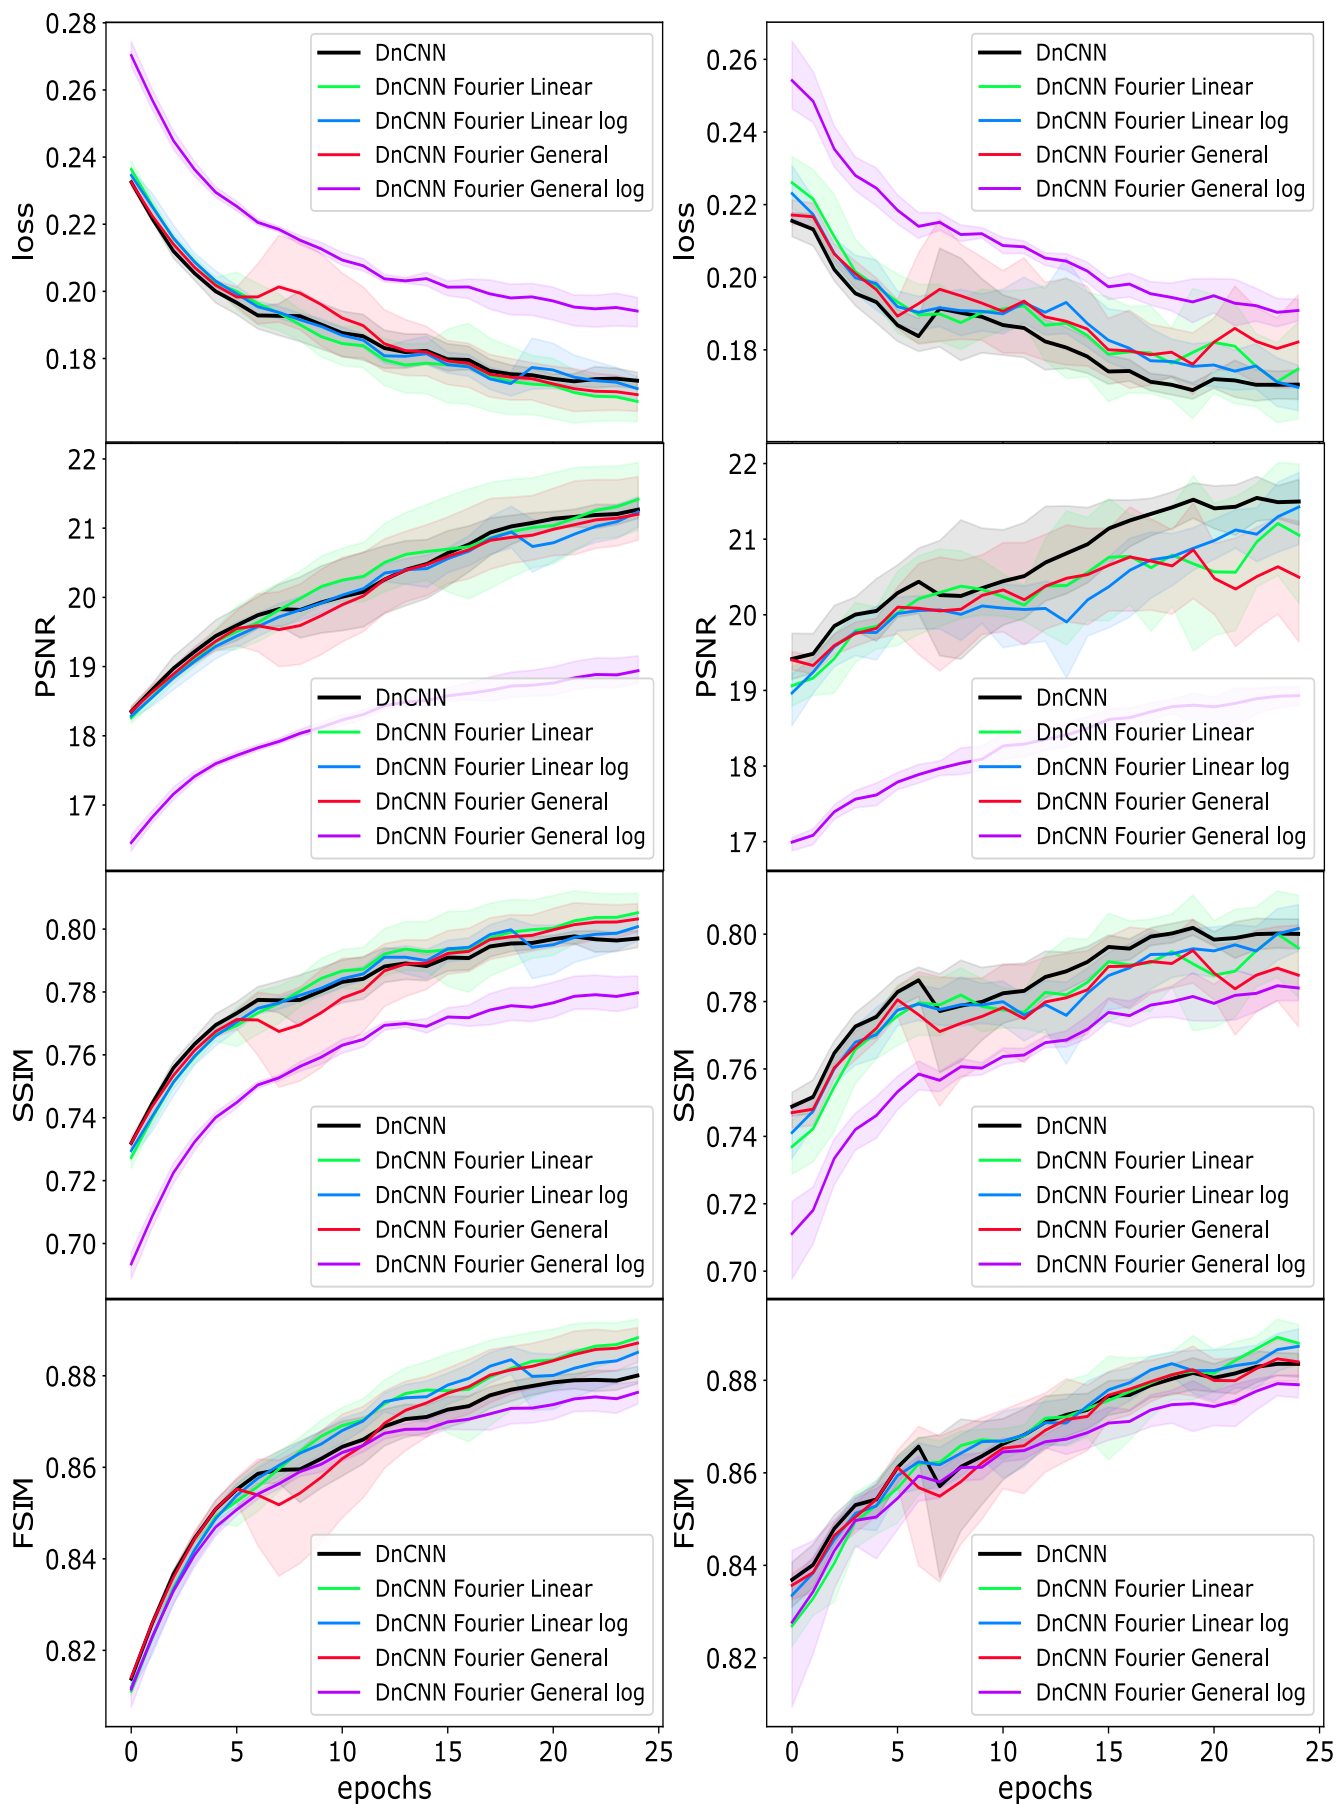 0.28
0.26
0.24
0.22
0.20
0.18
loss
DnCNN
DnCNN Fourier Linear
DnCNN Fourier Linear log
DnCNN Fourier General
DnCNN Fourier General log
0.26
0.24
0.22
0.20
0.18
loss
DnCNN
DnCNN Fourier Linear
DnCNN Fourier Linear log
DnCNN Fourier General
DnCNN Fourier General log
22
21
20
19
18
17
PSNR
DnCNN
DnCNN Fourier Linear
DnCNN Fourier Linear log
DnCNN Fourier General
DnCNN Fourier General log
22
21
20
19
18
17
PSNR
DnCNN
DnCNN Fourier Linear
DnCNN Fourier Linear log
DnCNN Fourier General
DnCNN Fourier General log
0.80
0.78
0.76
0.74
0.72
0.70
SSIM
DnCNN
DnCNN Fourier Linear
DnCNN Fourier Linear log
DnCNN Fourier General
DnCNN Fourier General log
0.80
0.78
0.76
0.74
0.72
0.70
SSIM
DnCNN
DnCNN Fourier Linear
DnCNN Fourier Linear log
DnCNN Fourier General
DnCNN Fourier General log
0.88
0.86
0.84
0.82
FSIM
DnCNN
DnCNN Fourier Linear
DnCNN Fourier Linear log
DnCNN Fourier General
DnCNN Fourier General log
0 5 10 15 20 25
epochs
0.88
0.86
0.84
0.82
FSIM
DnCNN
DnCNN Fourier Linear
DnCNN Fourier Linear log
DnCNN Fourier General
DnCNN Fourier General log
0 5 10 15 20 25
epochs